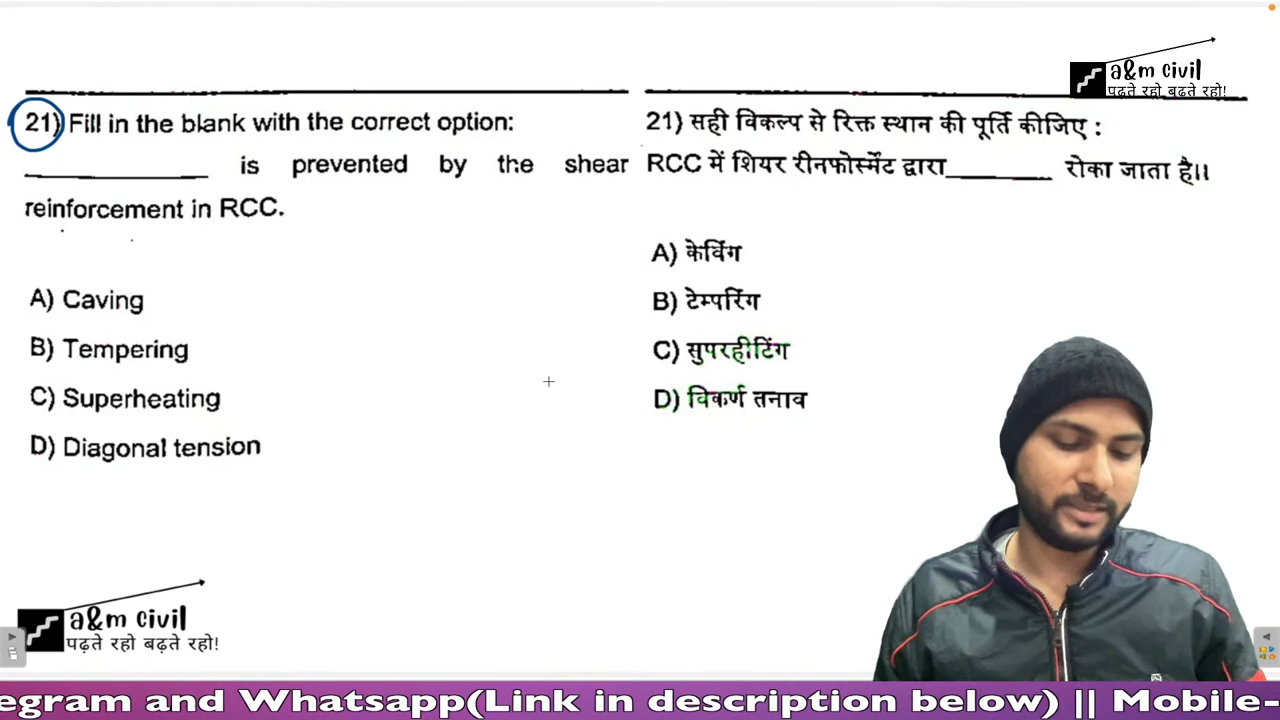 a&m civil
पढ़ते रहो बढ़ते रहो!
21) Fill in the blank with the correct option:
____________ is prevented by the shear
reinforcement in RCC.
A) Caving
B) Tempering
C) Superheating
D) Diagonal tension
21) सही विकल्प से रिक्त स्थान की पूर्ति कीजिए :
RCC में शियर रीनफोर्स्मेंट द्वारा________ रोका जाता है।।
A) केविंग
B) टेम्परिंग
C) सुपरहीटिंग
D) विकर्ण तनाव
a&m civil
पढ़ते रहो बढ़ते रहो!
egram and Whatsapp(Link in description below) || Mobile-